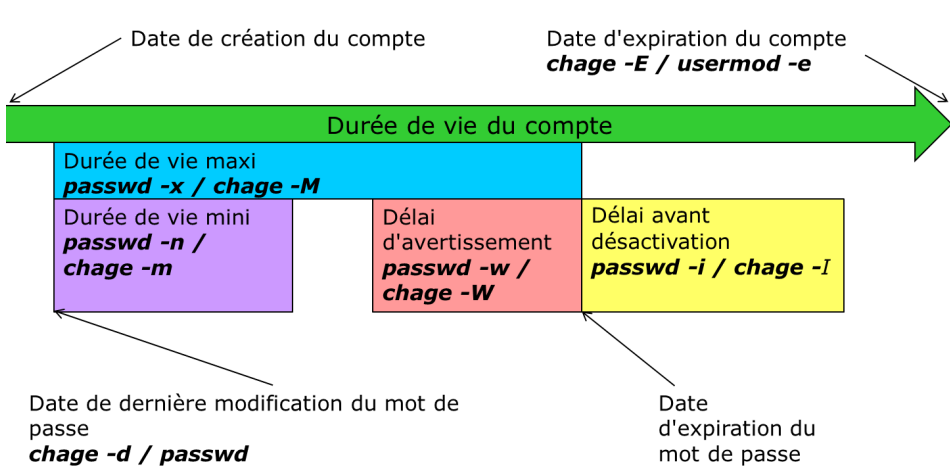 Date de création du compte
Date d'expiration du compte
chage -E / usermod -e
Durée de vie du compte
Durée de vie maxi
passwd -x / chage -M
Durée de vie mini
passwd -n /
chage -m
Délai
d'avertissement
passwd -w /
chage -W
Délai avant
désactivation
passwd -i / chage -I
Date de dernière modification du mot de
passe
chage -d / passwd
Date
d'expiration du
mot de passe